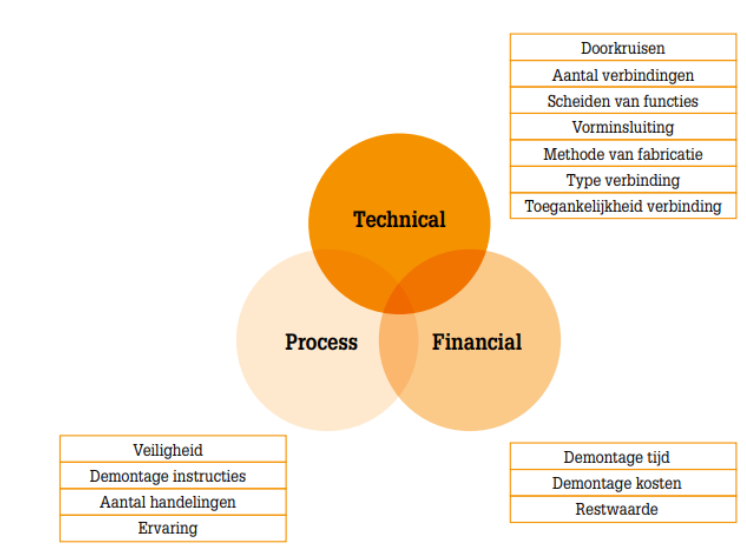 Doorkruisen
Aantal verbindingen
Scheiden van functies
Vorminsluiting
Methode van fabricatie
Type verbinding
Toegankelijkheid verbinding
Technical
Process
Financial
Veiligheid
Demontage instructies
Aantal handelingen
Ervaring
Demontage tijd
Demontage kosten
Restwaarde